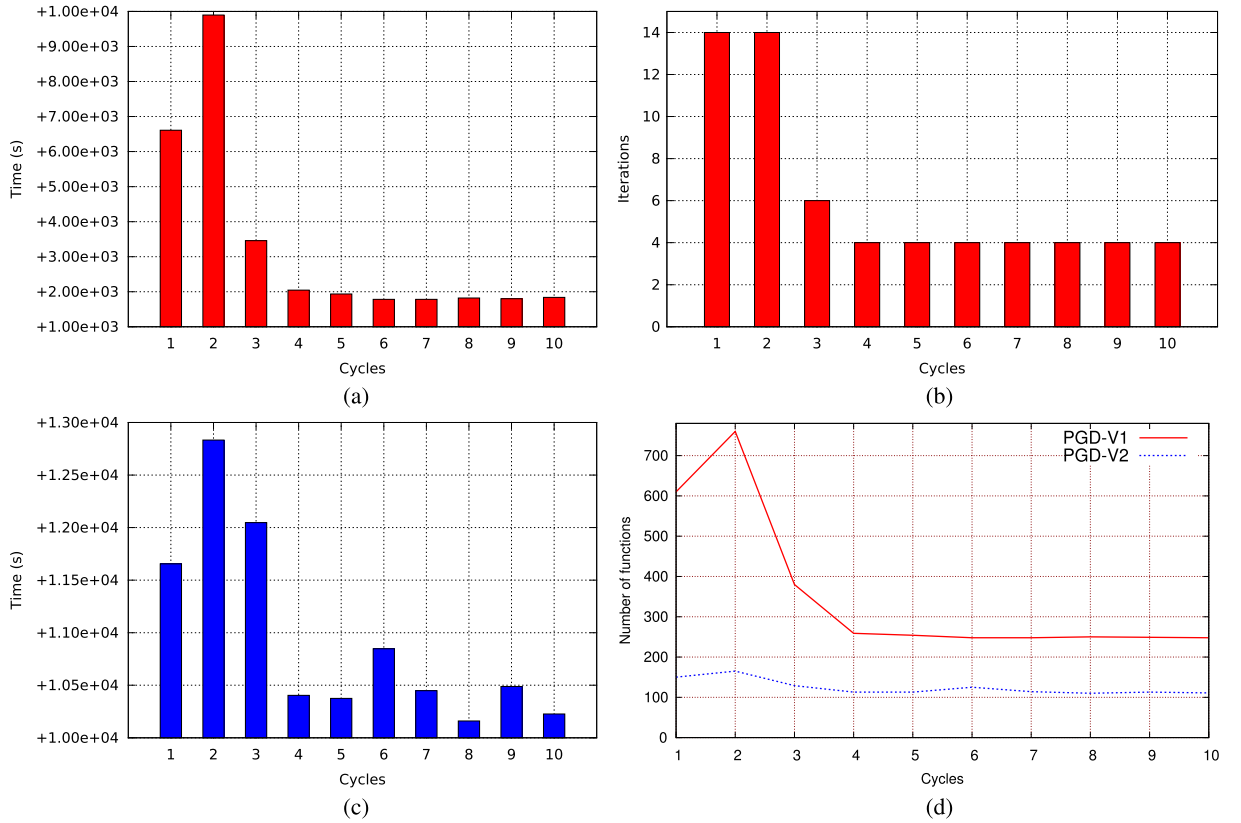 +1.00e+04
+9.00e+03
+8.00e+03
+7.00e+03
+6.00e+03
+5.00e+03
+4.00e+03
+3.00e+03
+2.00e+03
+1.00e+03
Time (s)
1 2 3 4 5 6 7 8 9 10
Cycles
(a)
14
12
10
8
6
4
2
0
Iterations
1 2 3 4 5 6 7 8 9 10
Cycles
(b)
+1.30e+04
+1.25e+04
+1.20e+04
+1.15e+04
+1.10e+04
+1.05e+04
+1.00e+04
Time (s)
1 2 3 4 5 6 7 8 9 10
Cycles
(c)
PGD-V1
PGD-V2
700
600
500
400
300
200
100
0
Number of functions
1 2 3 4 5 6 7 8 9 10
Cycles
(d)